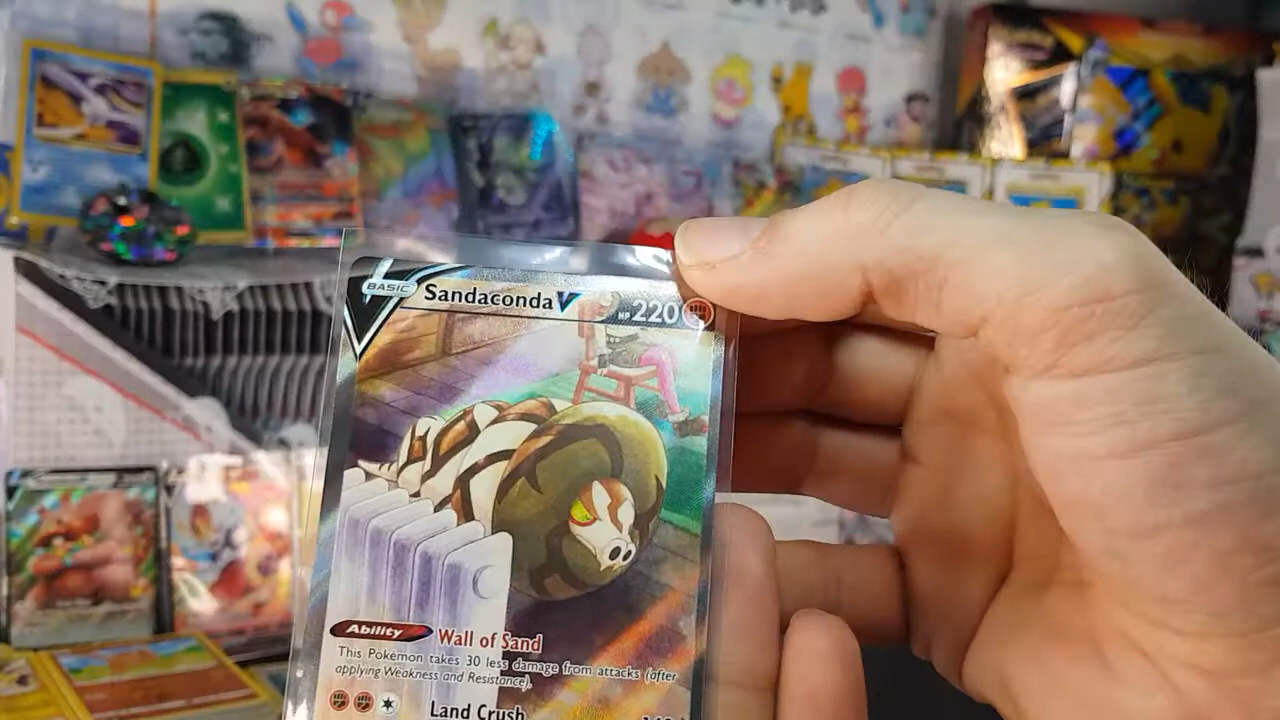 BASIC Sandaconda V HP 220
Ability Wall of Sand
This Pokémon takes 30 less damage from attacks (after
applying Weakness and Resistance).
Land Crush